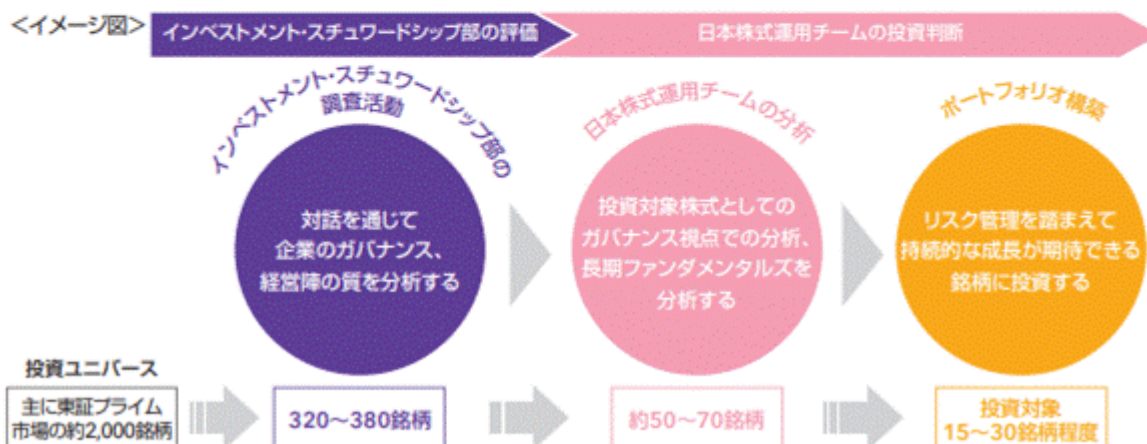 <イメージ図>
インベストメント・スチュワードシップ部の評価
日本株式運用チームの投資判断
インベストメント・スチュワードシップ部の
調査活動
対話を通じて
企業のガバナンス、
経営陣の質を分析する
日本株式運用チームの分析
投資対象株式としての
ガバナンス視点での分析、
長期ファンダメンタルズを
分析する
ポートフォリオ構築
リスク管理を踏まえて
持続的な成長が期待できる
銘柄に投資する
投資ユニバース
主に東証プライム
市場の約2,000銘柄
320~380銘柄
約50~70銘柄
投資対象
15~30銘柄程度